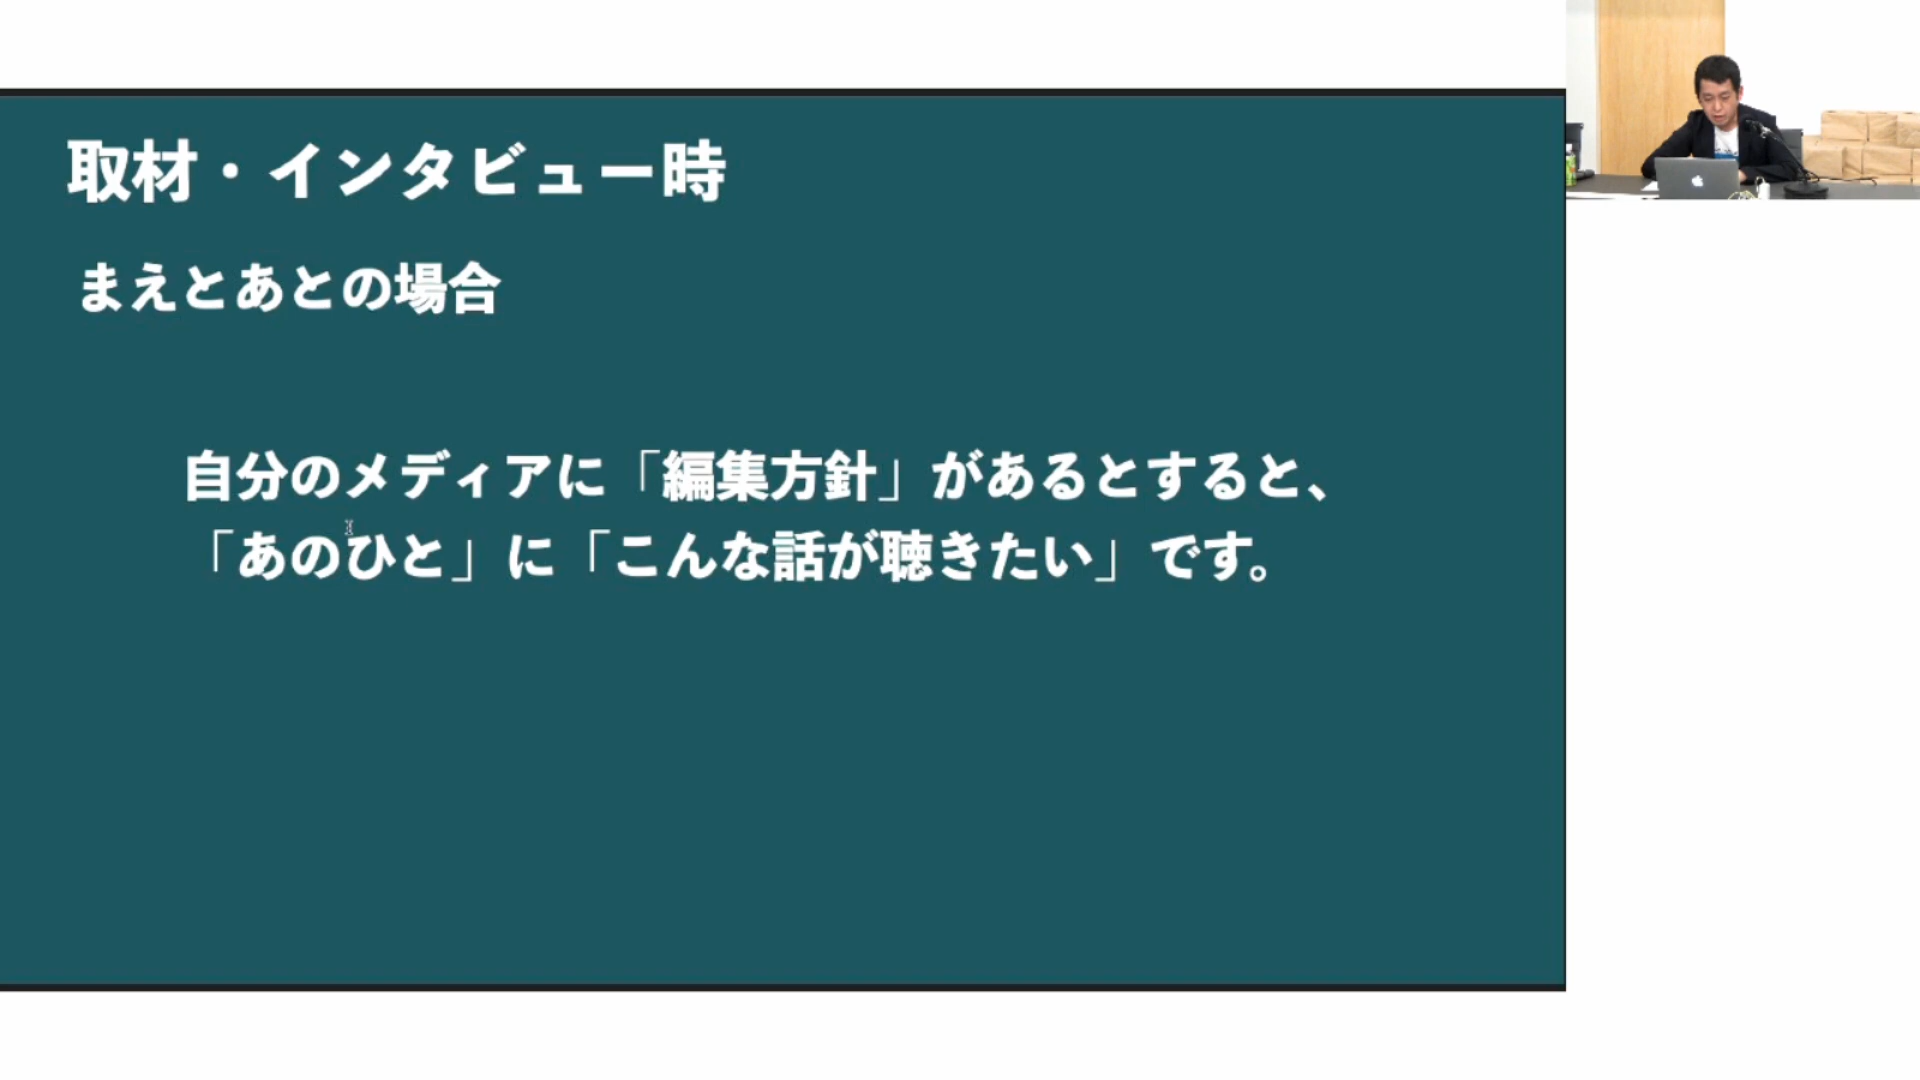 取材・インタビュー時
まえとあとの場合
自分のメディアに「編集方針」があるとすると、
「あのひと」に「こんな話が聴きたい」です。